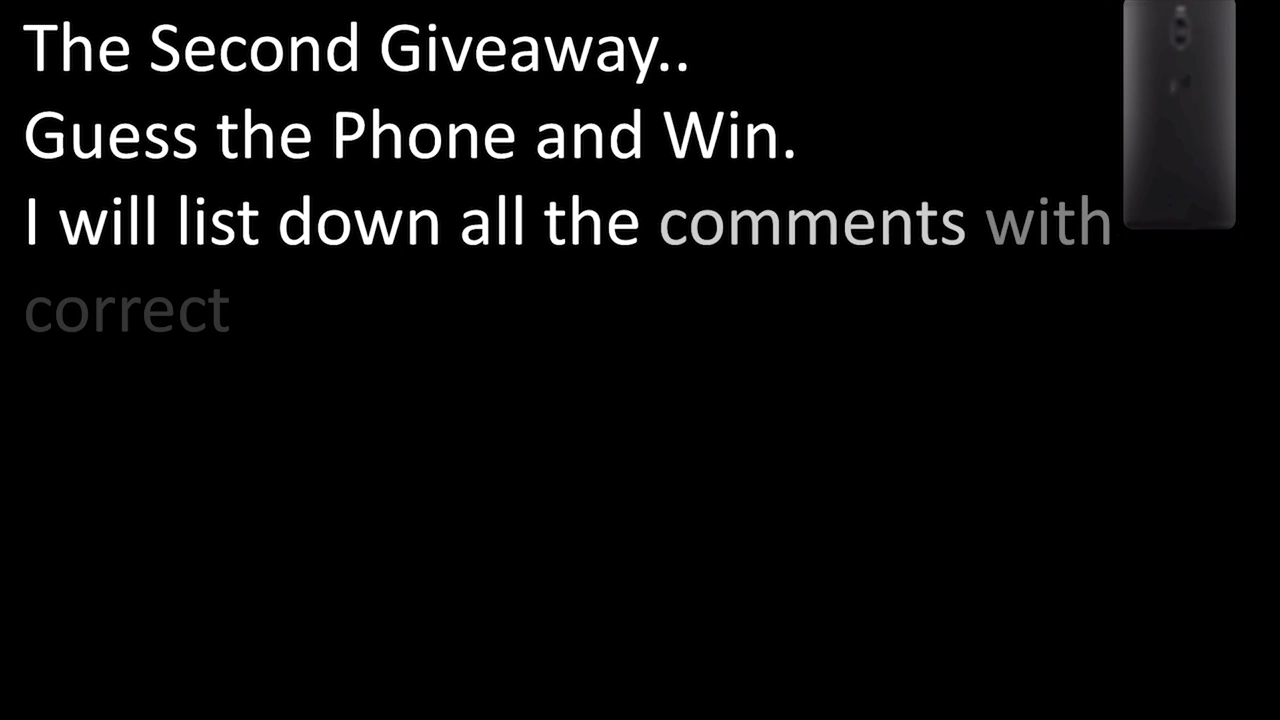 The Second Giveaway..
Guess the Phone and Win.
I will list down all the comments with
correct